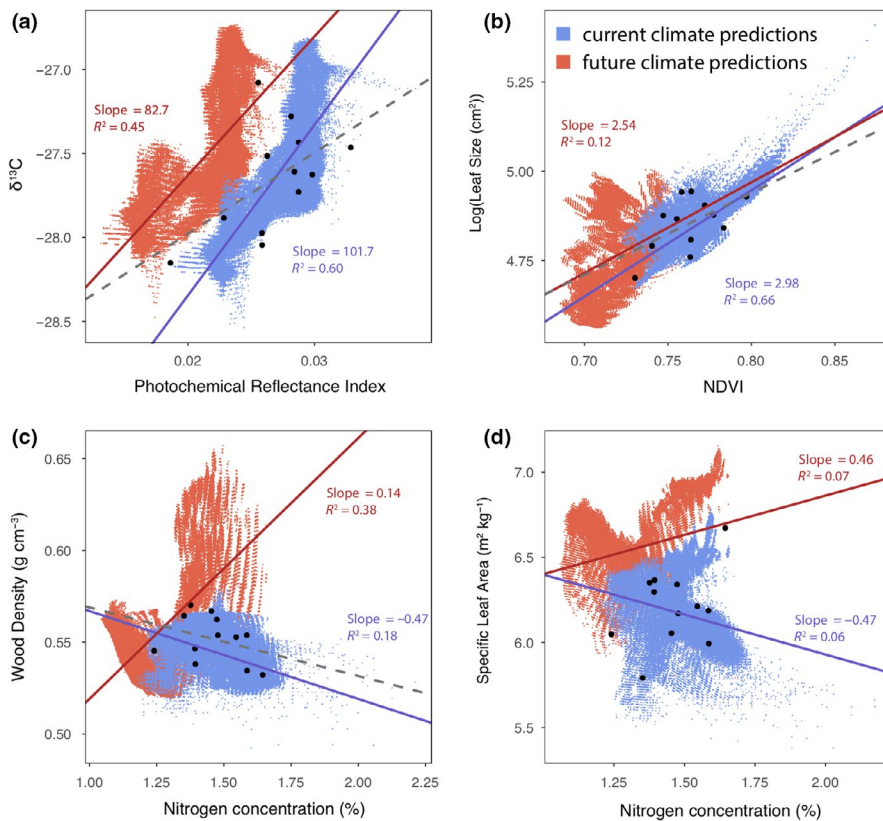 (a)
δ¹³C
−27.0
−27.5
−28.0
−28.5
Slope = 82.7
R² = 0.45
Slope = 101.7
R² = 0.60
0.02
0.03
Photochemical Reflectance Index
(b)
current climate predictions
future climate predictions
Log(Leaf Size (cm²))
5.25
5.00
4.75
Slope = 2.54
R² = 0.12
Slope = 2.98
R² = 0.66
0.70
0.75
0.80
0.85
NDVI
(c)
Wood Density (g cm⁻³)
0.65
0.60
0.55
0.50
Slope = 0.14
R² = 0.38
Slope = −0.47
R² = 0.18
1.00
1.25
1.50
1.75
2.00
2.25
Nitrogen concentration (%)
(d)
Specific Leaf Area (m² kg⁻¹)
7.0
6.5
6.0
5.5
Slope = 0.46
R² = 0.07
Slope = −0.47
R² = 0.06
1.25
1.50
1.75
2.00
Nitrogen concentration (%)